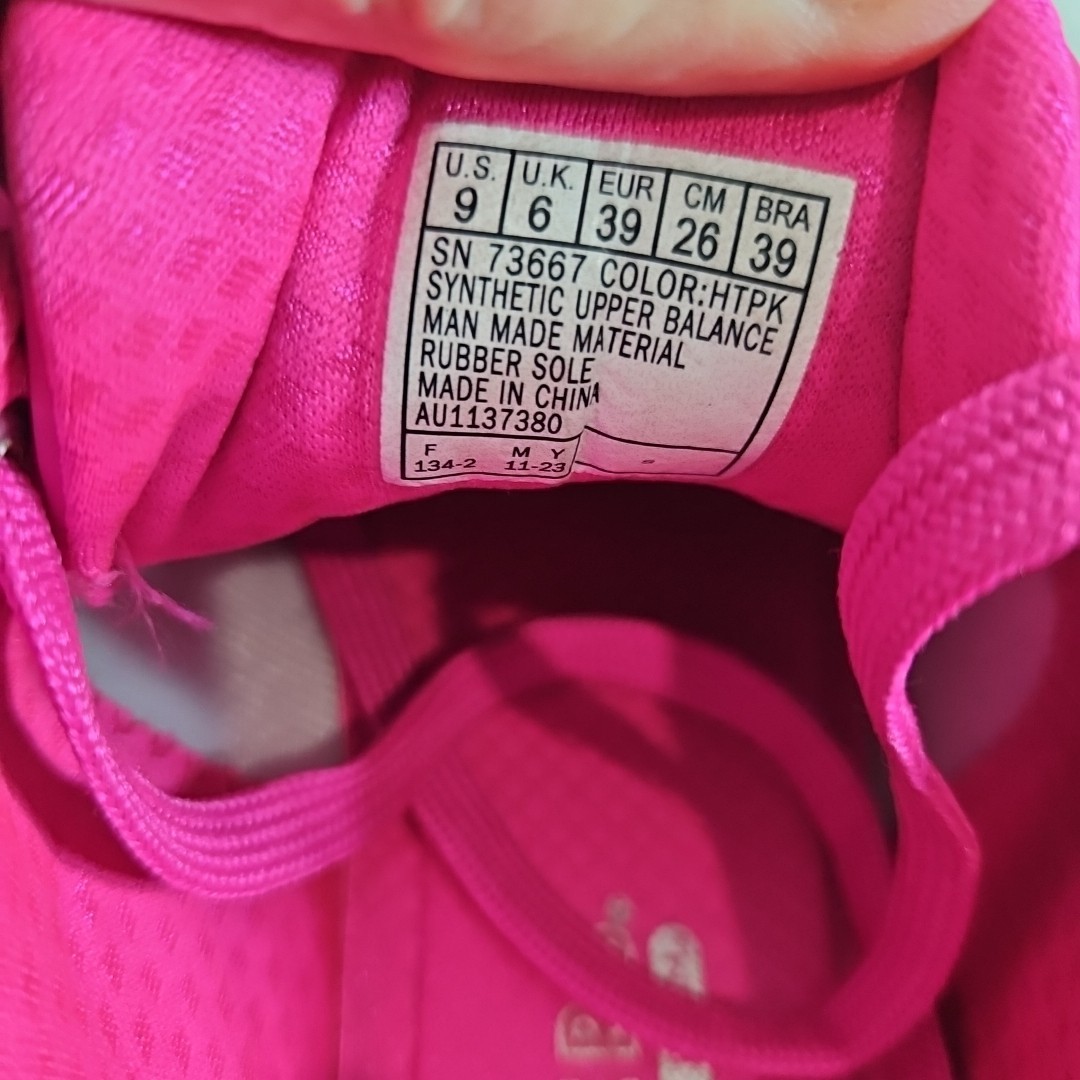 U.S. U.K. EUR CM BRA
9 6 39 26 39
SN 73667 COLOR:HTPK
SYNTHETIC UPPER BALANCE
MAN MADE MATERIAL
RUBBER SOLE
MADE IN CHINA
AU1137380
F M Y
134-2 11-23